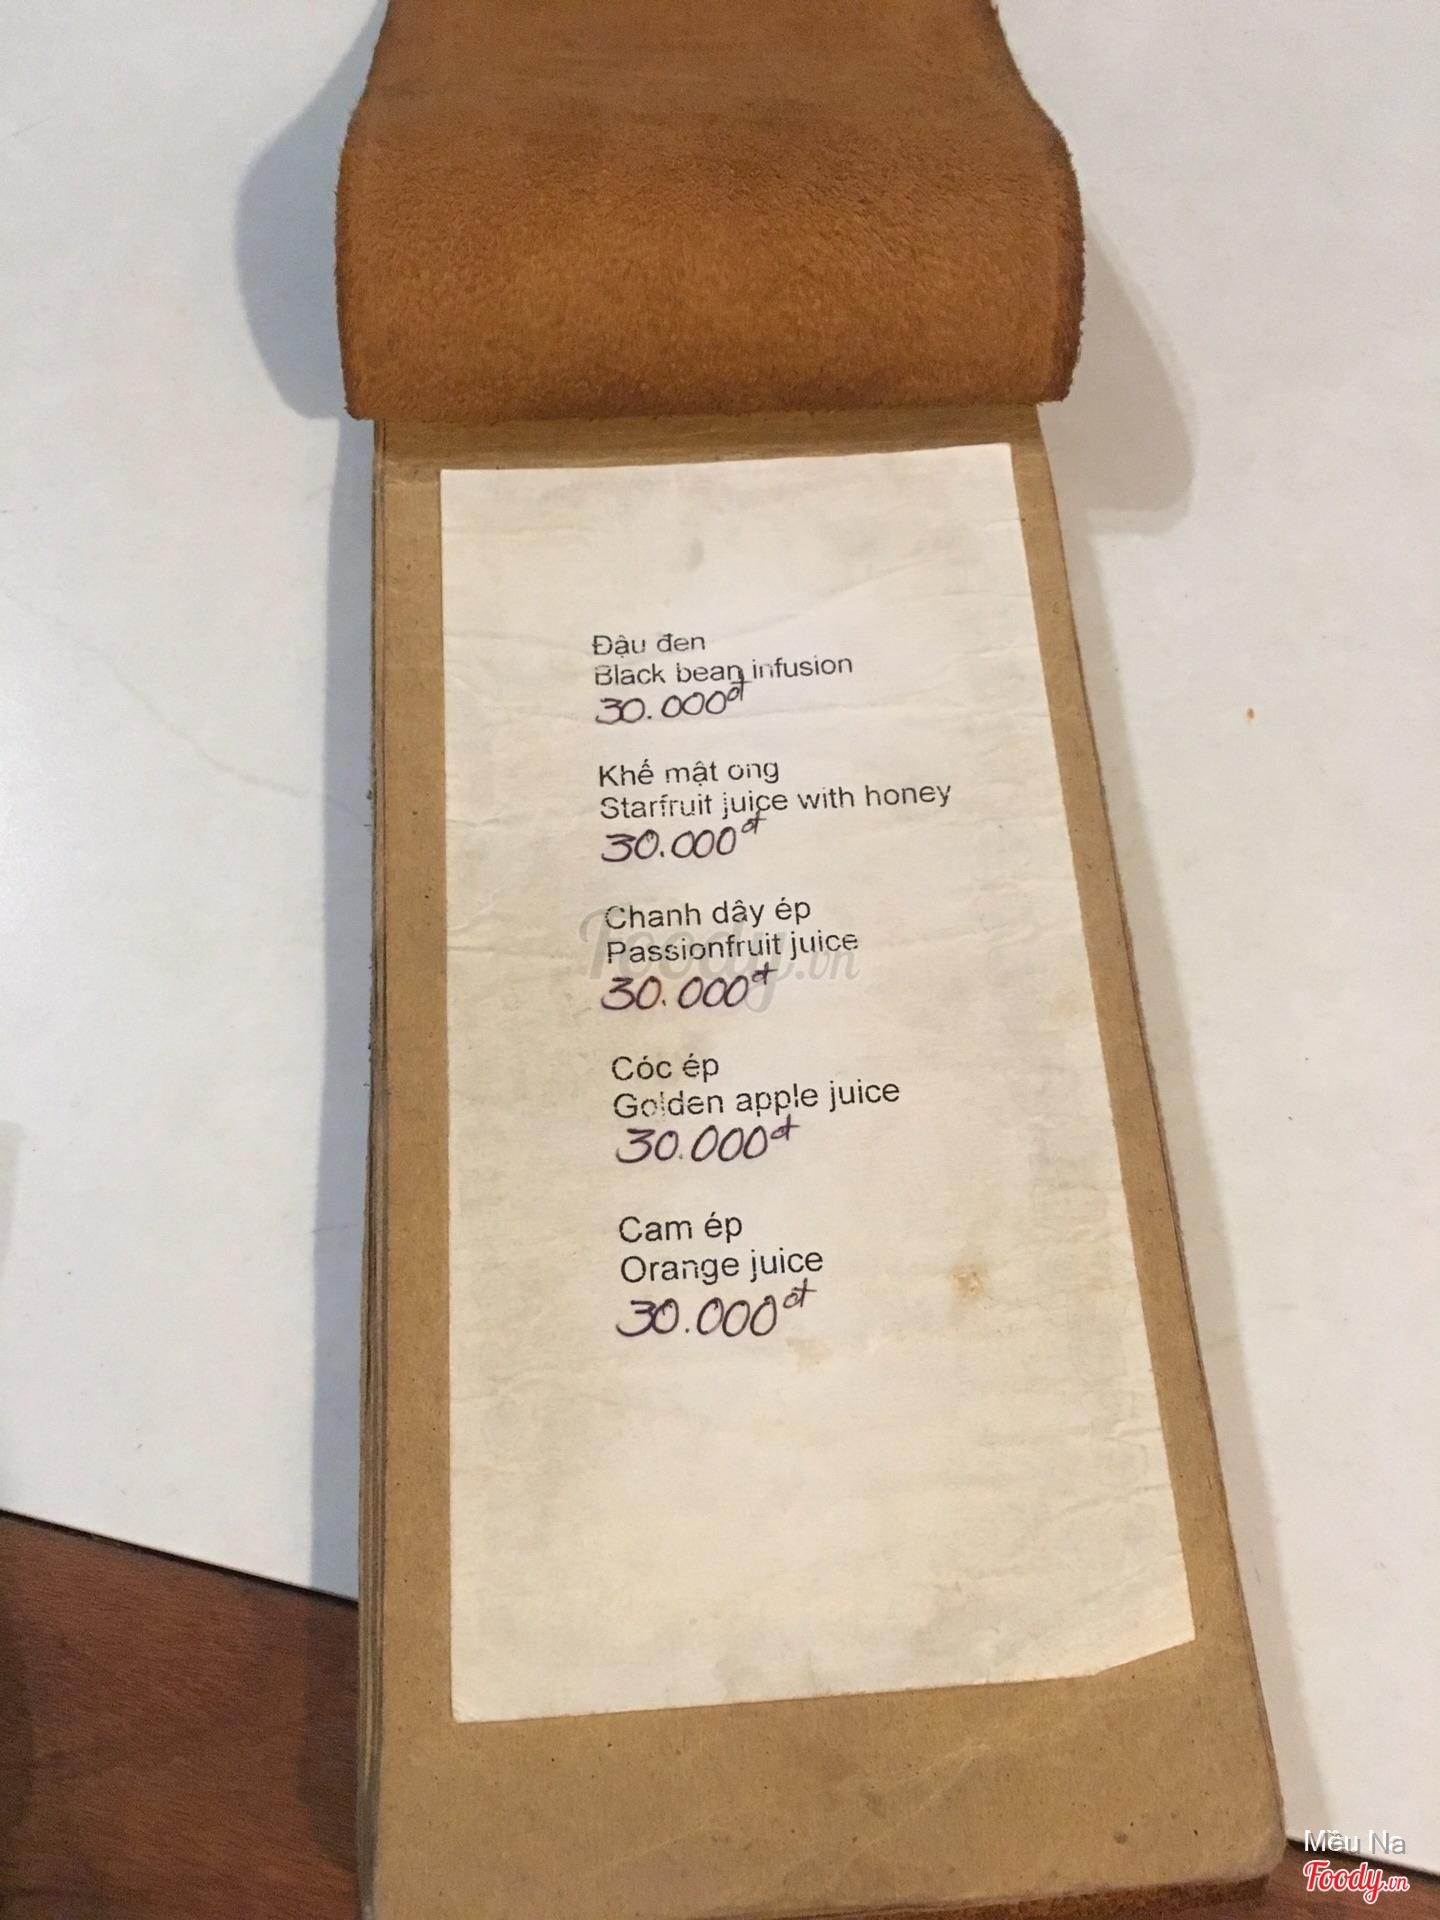 Đậu đen
Black bean infusion
30.000đ
Khế mật ong
Starfruit juice with honey
30.000đ
Chanh dây ép
Passionfruit juice
30.000đ
Cóc ép
Golden apple juice
30.000đ
Cam ép
Orange juice
30.000đ
Foody.vn
Mều Na
Foody.vn